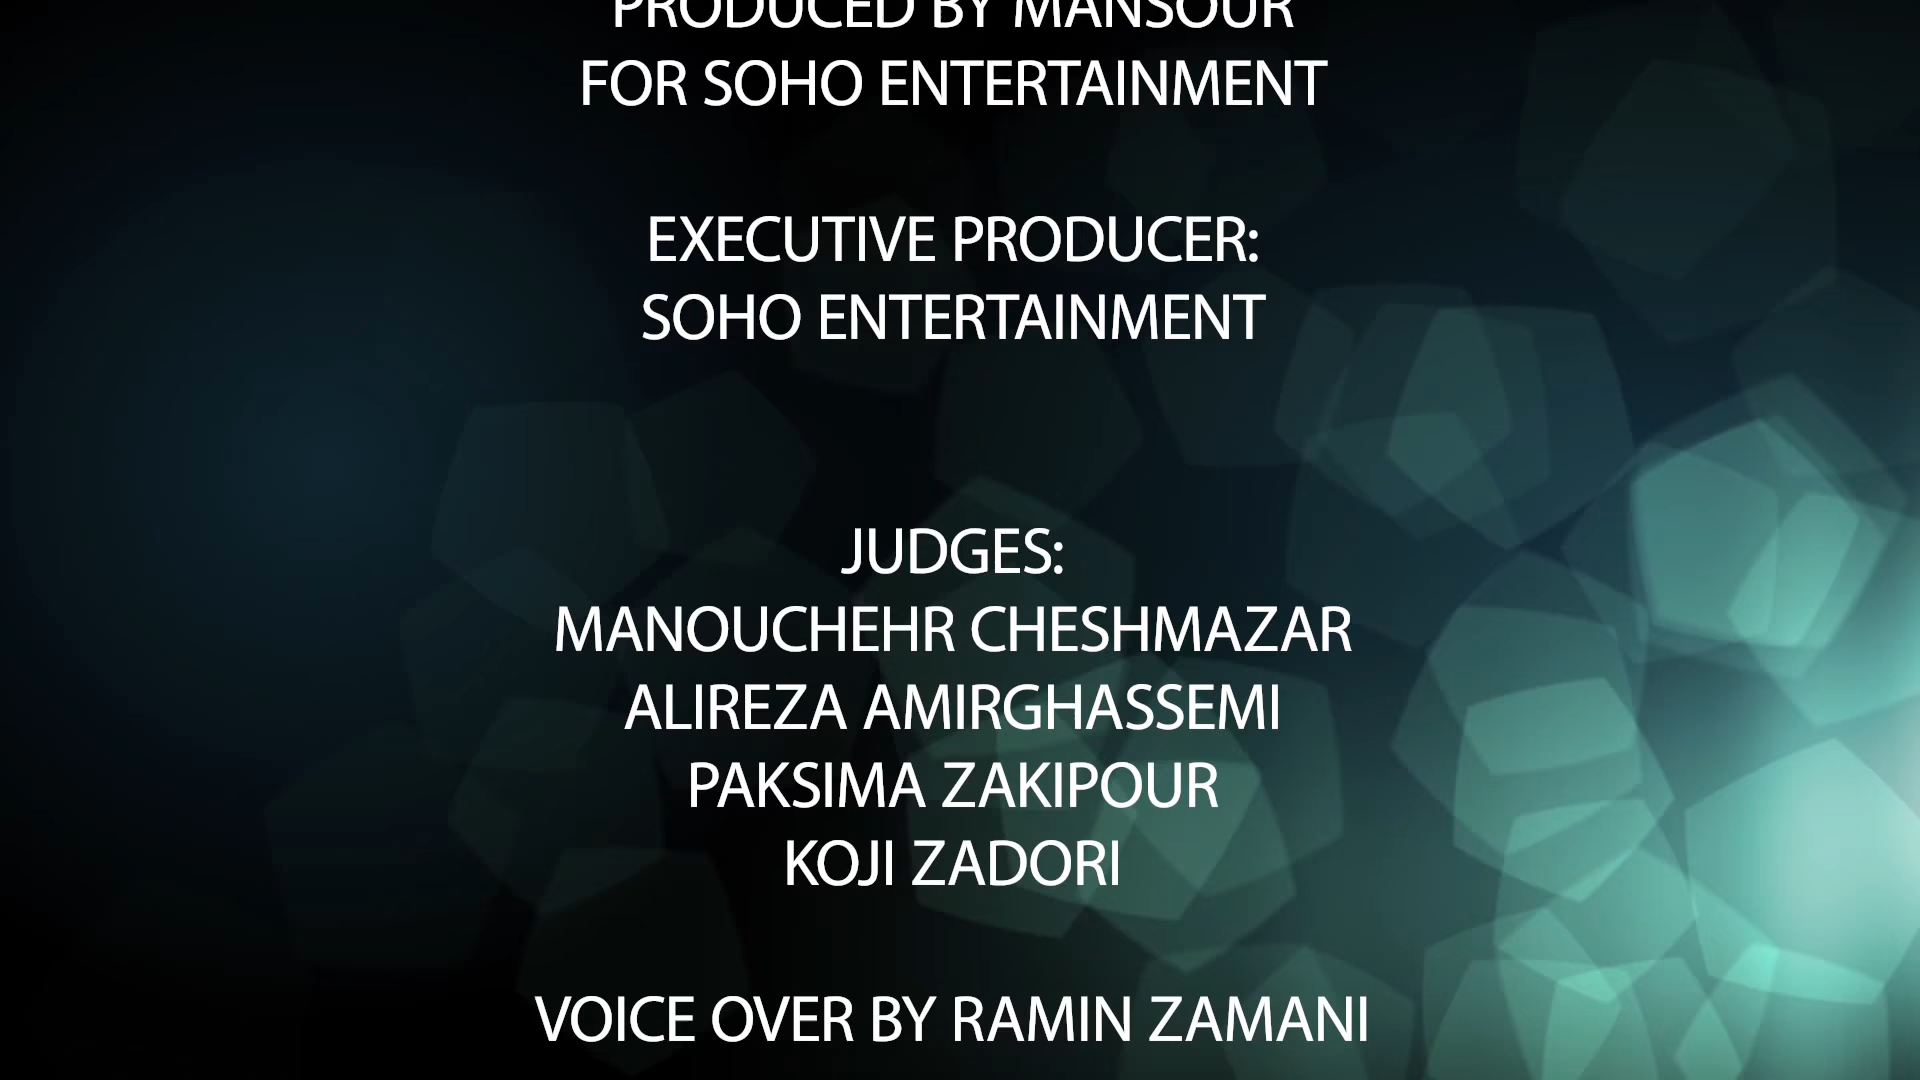 PRODUCED BY MANSOUR
FOR SOHO ENTERTAINMENT
EXECUTIVE PRODUCER:
SOHO ENTERTAINMENT
JUDGES:
MANOUCHEHR CHESHMAZAR
ALIREZA AMIRGHASSEMI
PAKSIMA ZAKIPOUR
KOJI ZADORI
VOICE OVER BY RAMIN ZAMANI